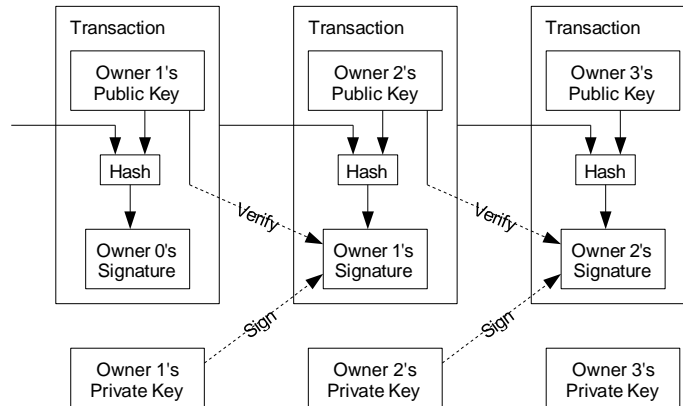 Transaction
Owner 1's
Public Key
Hash
Verify
Owner 0's
Signature
Sign
Owner 1's
Private Key
Transaction
Owner 2's
Public Key
Hash
Verify
Owner 1's
Signature
Sign
Owner 2's
Private Key
Transaction
Owner 3's
Public Key
Hash
Owner 2's
Signature
Owner 3's
Private Key